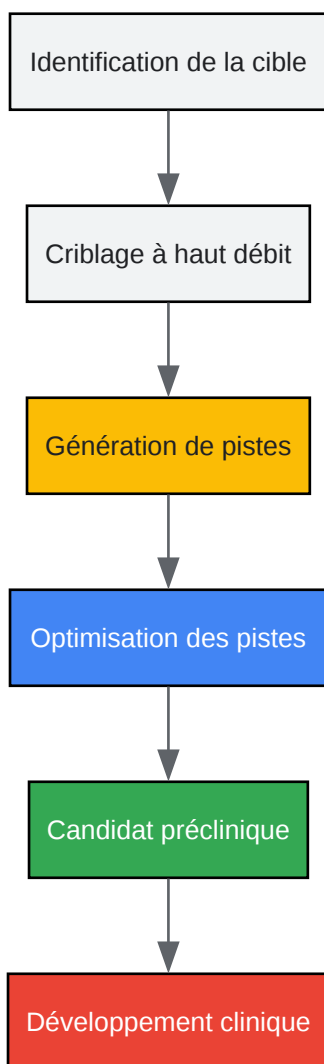 Identification de la cible
Criblage à haut débit
Génération de pistes
Optimisation des pistes
Candidat préclinique
Développement clinique